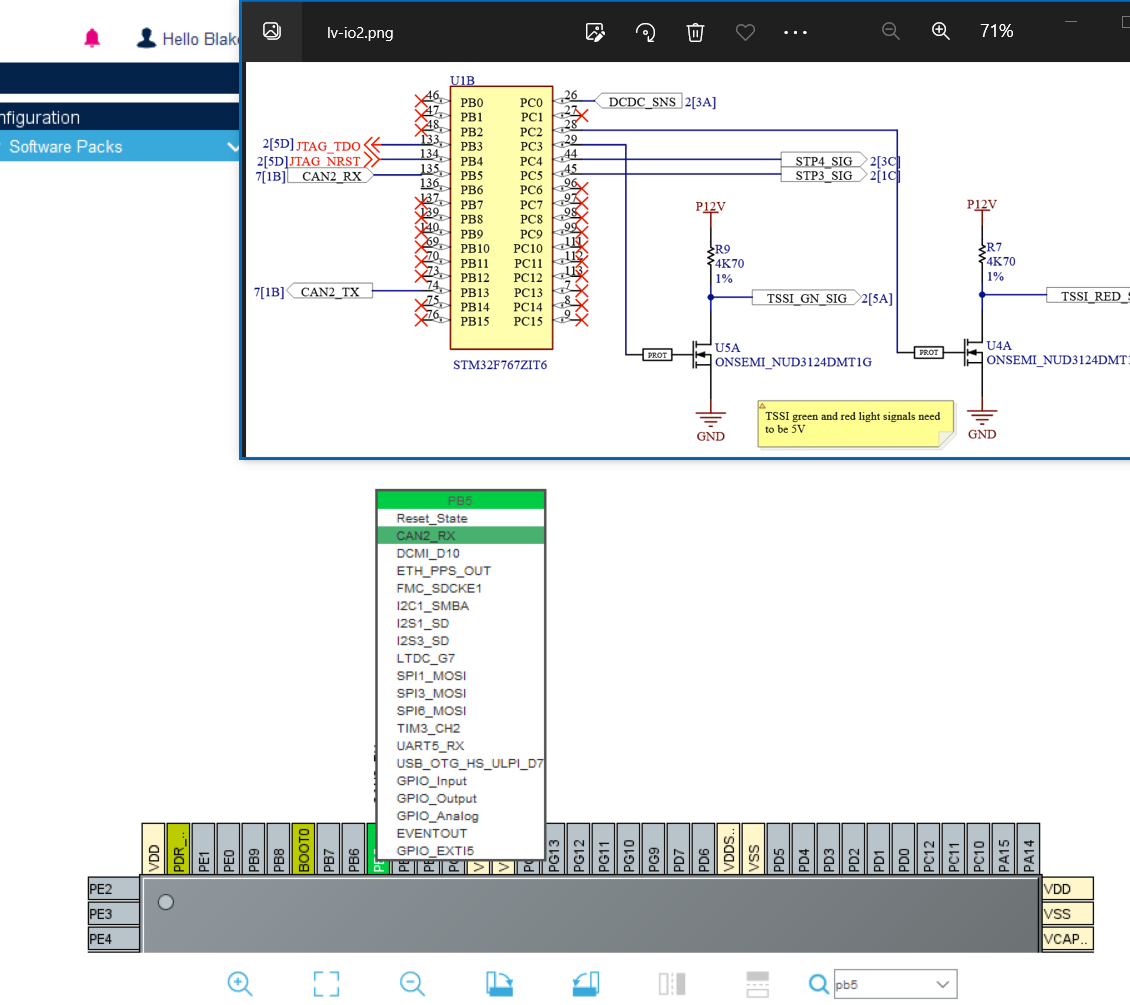 Hello Blake
lv-io2.png
71%
nfiguration
Software Packs
U1B
46 PB0 PC0 26 DCDC_SNS 2[3A]
47 PB1 PC1 27
48 PB2 PC2 28
2[5D] JTAG_TDO 133 PB3 PC3 29
2[5D] JTAG_NRST 134 PB4 PC4 44 STP4_SIG 2[3C]
7[1B] CAN2_RX 135 PB5 PC5 45 STP3_SIG 2[1C]
136 PB6 PC6 96
137 PB7 PC7 97
139 PB8 PC8 98
140 PB9 PC9 99
69 PB10 PC10 111
70 PB11 PC11 112
73 PB12 PC12 113
7[1B] CAN2_TX 74 PB13 PC13 7
75 PB14 PC14 8
76 PB15 PC15 9
STM32F767ZIT6
P12V
R9
4K70
1%
TSSI_GN_SIG 2[5A]
PROT
U5A
ONSEMI_NUD3124DMT1G
GND
P12V
R7
4K70
1%
TSSI_RED_S
PROT
U4A
ONSEMI_NUD3124DMT1
GND
TSSI green and red light signals need
to be 5V
PB5
Reset_State
CAN2_RX
DCMI_D10
ETH_PPS_OUT
FMC_SDCKE1
I2C1_SMBA
I2S1_SD
I2S3_SD
LTDC_G7
SPI1_MOSI
SPI3_MOSI
SPI6_MOSI
TIM3_CH2
UART5_RX
USB_OTG_HS_ULPI_D7
GPIO_Input
GPIO_Output
GPIO_Analog
EVENTOUT
GPIO_EXTI5
VDD
PDR_..
PE1
PE0
PB9
PB8
BOOT0
PB7
PB6
PG13
PG12
PG11
PG10
PG9
PD7
PD6
VDDS..
VSS
PD5
PD4
PD3
PD2
PD1
PD0
PC12
PC11
PC10
PA15
PA14
PE2
PE3
PE4
VDD
VSS
VCAP..
pb5